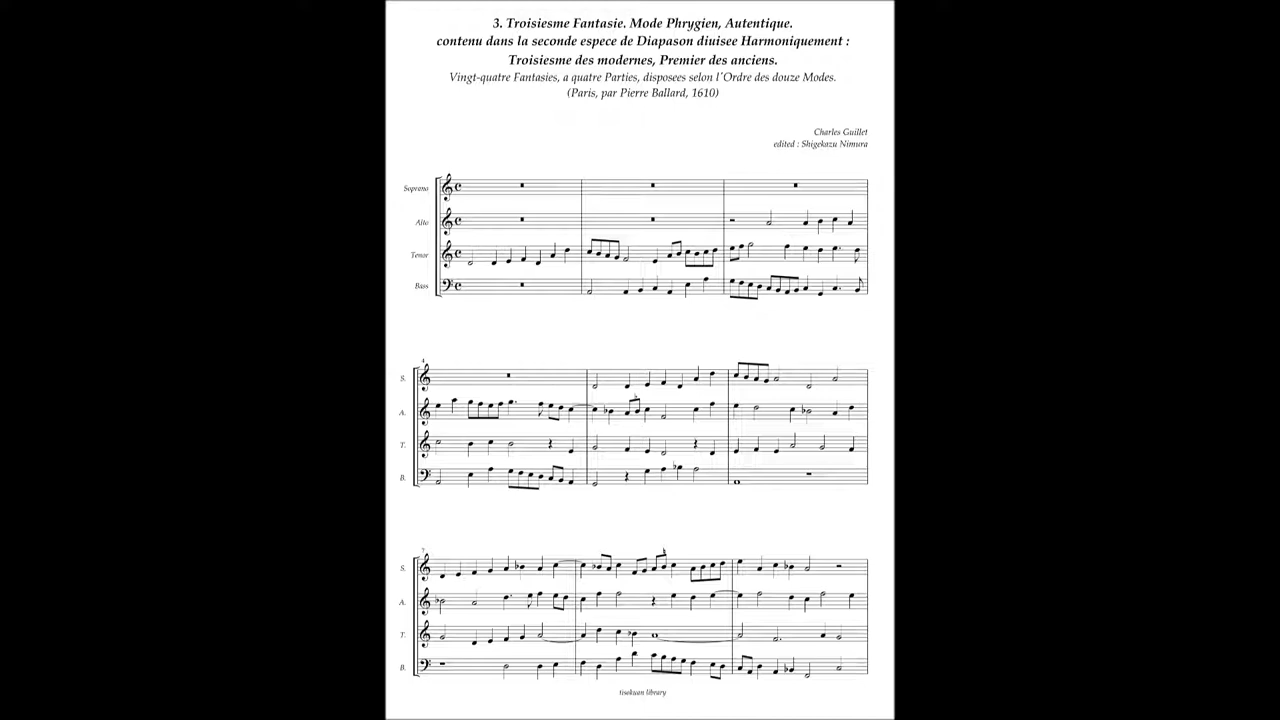 3. Troisiesme Fantasie. Mode Phrygien, Autentique.
contenu dans la seconde espece de Diapason diuisee Harmoniquement :
Troisiesme des modernes, Premier des anciens.
Vingt-quatre Fantasies, a quatre Parties, disposees selon l'Ordre des douze Modes.
(Paris, par Pierre Ballard, 1610)
Charles Guillet
edited : Shigekazu Nimura
Soprano
Alto
Tenor
Bass
4
S.
A.
T.
B.
7
S.
A.
T.
B.
tisekuan library